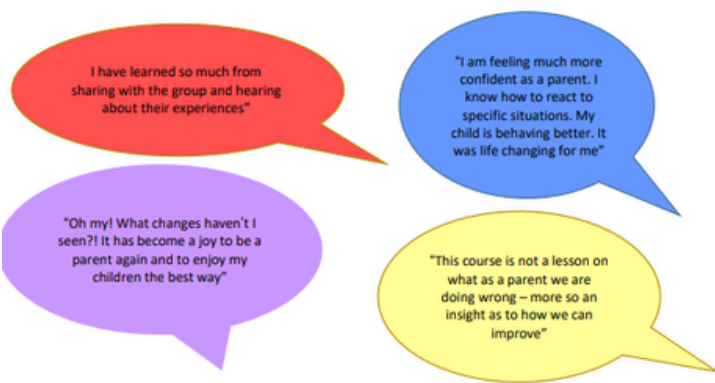 I have learned so much from
sharing with the group and hearing
about their experiences”
“I am feeling much more
confident as a parent. I
know how to react to
specific situations. My
child is behaving better. It
was life changing for me”
“Oh my! What changes haven’t I
seen?! It has become a joy to be a
parent again and to enjoy my
children the best way”
“This course is not a lesson on
what as a parent we are
doing wrong – more so an
insight as to how we can
improve”